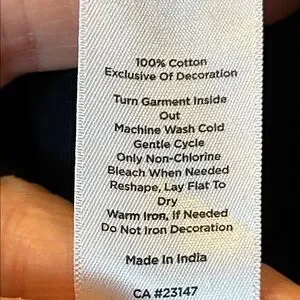 100% Cotton
Exclusive Of Decoration
Turn Garment Inside
Out
Machine Wash Cold
Gentle Cycle
Only Non-Chlorine
Bleach When Needed
Reshape, Lay Flat To
Dry
Warm Iron, If Needed
Do Not Iron Decoration
Made In India
CA #23147